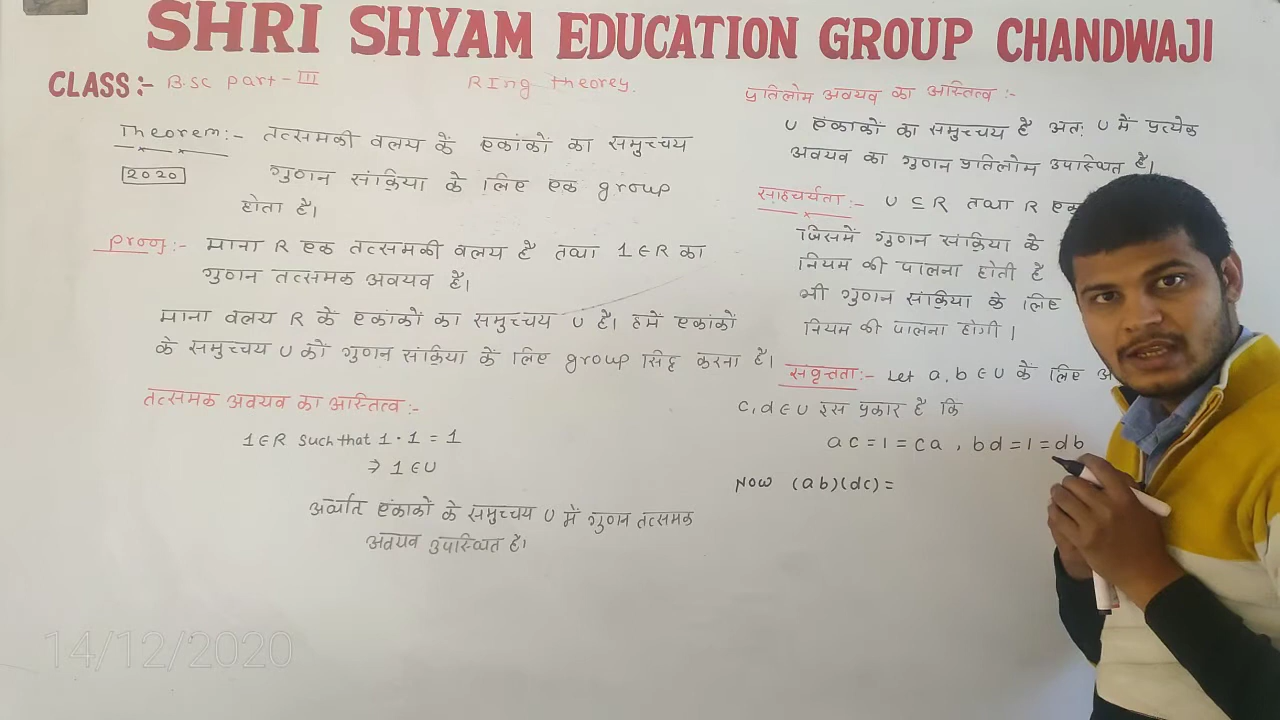 SHRI SHYAM EDUCATION GROUP CHANDWAJI
CLASS:- B.sc part-III
RIng theorey.
Theorem:- तत्समकी वलय के एकांकों का समुच्चय
2020
गुणन संक्रिया के लिए एक group
होता है।
Proof:- माना R एक तत्समकी वलय है तथा 1∈R का
गुणन तत्समक अवयव है।
माना वलय R के एकांकों का समुच्चय U है। हमें एकांकों
के समुच्चय U को गुणन संक्रिया के लिए group सिद्ध करना है।
तत्समक अवयव का अस्तित्व:-
1∈R such that 1·1 = 1
⇒ 1∈U
अर्थात एकांकों के समुच्चय U में गुणन तत्समक
अवयव उपस्थित है।
प्रतिलोम अवयव का अस्तित्व:-
U एकाकों का समुच्चय है अतः U में प्रत्येक
अवयव का गुणन प्रतिलोम उपस्थित है।
साहचर्यता:- U ⊆ R तथा R
जिसमें गुणन संक्रिया के
नियम की पालना होती है
भी गुणन संक्रिया के लिए
नियम की पालना होगी।
संवृत्तता:- Let a,b∈U के लिए
c,d∈U इस प्रकार है कि
ac=1=ca , bd=1=db
Now (ab)(dc)=
14/12/2020